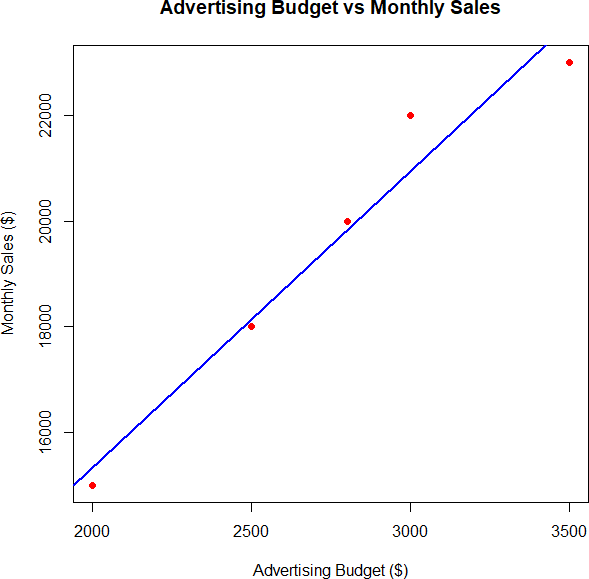 Advertising Budget vs Monthly Sales
Monthly Sales ($)
22000
20000
18000
16000
2000 2500 3000 3500
Advertising Budget ($)